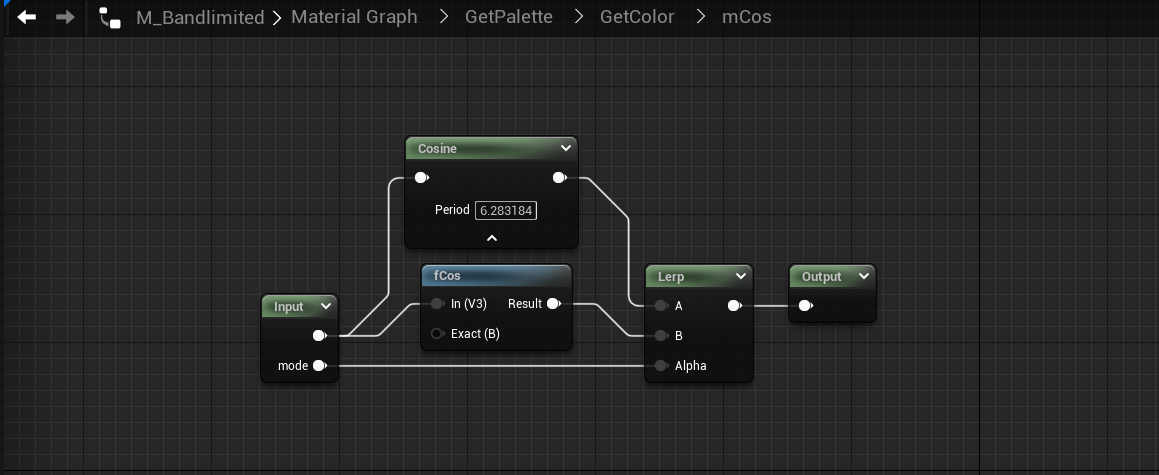 M_Bandlimited > Material Graph > GetPalette > GetColor > mCos
Cosine
Period 6.283184
fCos
In (V3) Result
Exact (B)
Input
mode
Lerp
A
B
Alpha
Output